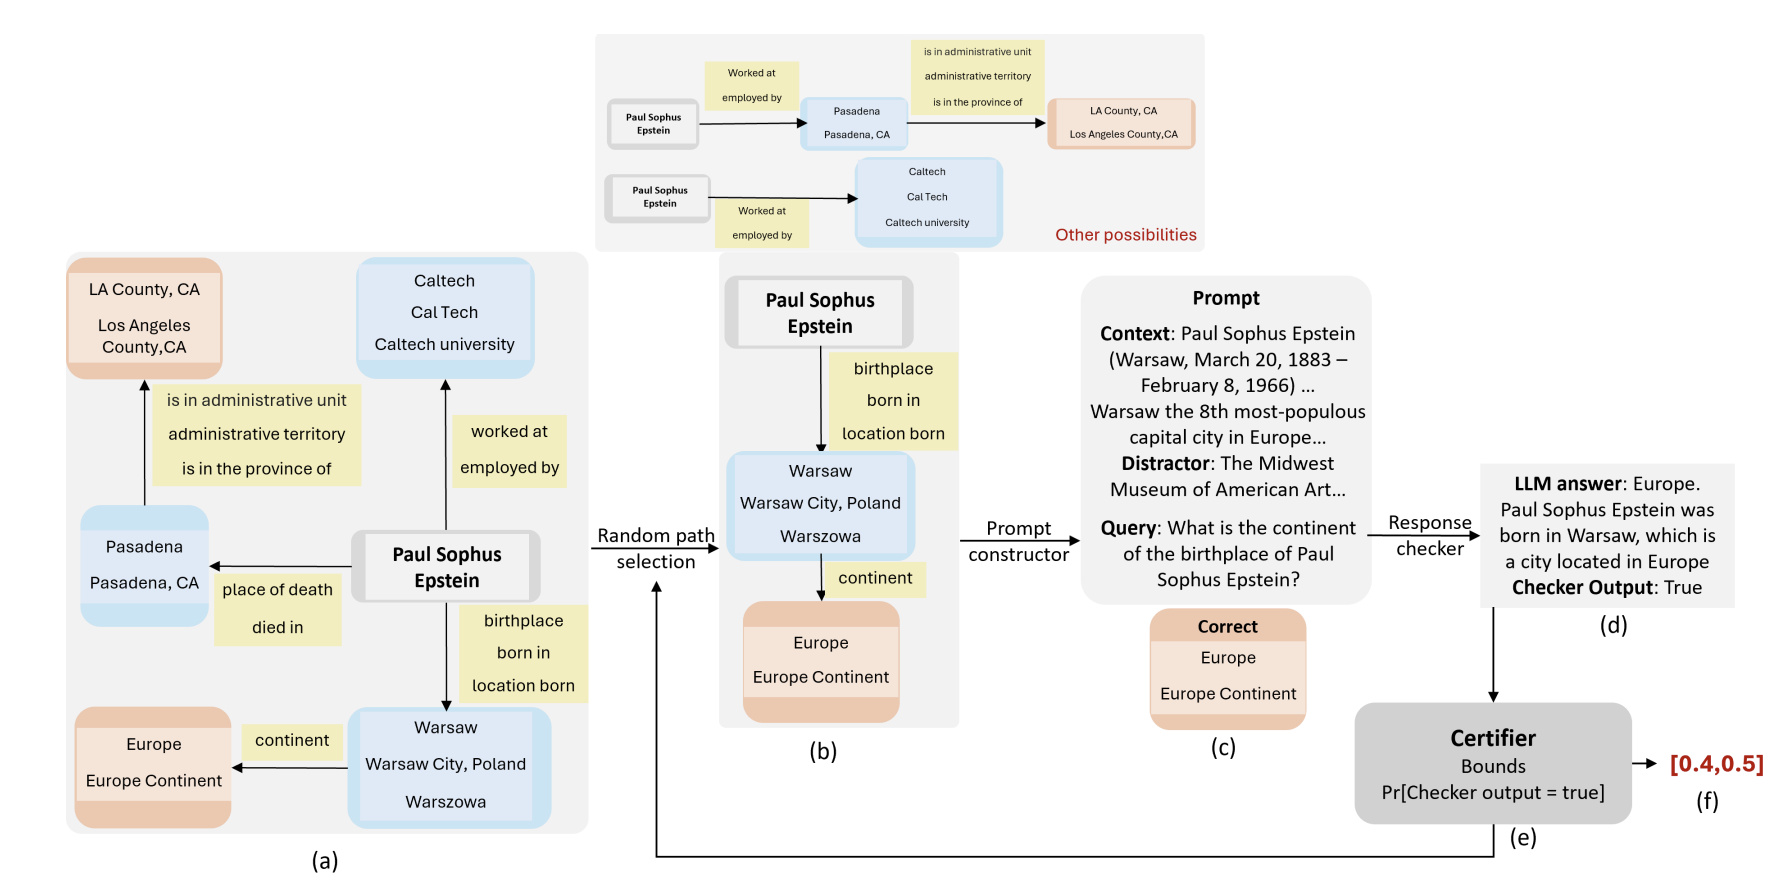 Worked at
employed by
is in administrative unit
administrative territory
is in the province of
Paul Sophus
Epstein
Pasadena
Pasadena, CA
LA County, CA
Los Angeles County,CA
Paul Sophus
Epstein
Worked at
employed by
Caltech
Cal Tech
Caltech university
Other possibilities
LA County, CA
Los Angeles
County,CA
Caltech
Cal Tech
Caltech university
is in administrative unit
administrative territory
is in the province of
worked at
employed by
Pasadena
Pasadena, CA
place of death
died in
Paul Sophus
Epstein
birthplace
born in
location born
Europe
Europe Continent
continent
Warsaw
Warsaw City, Poland
Warszowa
(a)
Random path
selection
Paul Sophus
Epstein
birthplace
born in
location born
Warsaw
Warsaw City, Poland
Warszowa
continent
Europe
Europe Continent
(b)
Prompt
constructor
Prompt
Context: Paul Sophus Epstein
(Warsaw, March 20, 1883 –
February 8, 1966) ...
Warsaw the 8th most-populous
capital city in Europe...
Distractor: The Midwest
Museum of American Art...
Query: What is the continent
of the birthplace of Paul
Sophus Epstein?
Correct
Europe
Europe Continent
(c)
Response
checker
LLM answer: Europe.
Paul Sophus Epstein was
born in Warsaw, which is
a city located in Europe
Checker Output: True
(d)
Certifier
Bounds
Pr[Checker output = true]
(e)
[0.4,0.5]
(f)